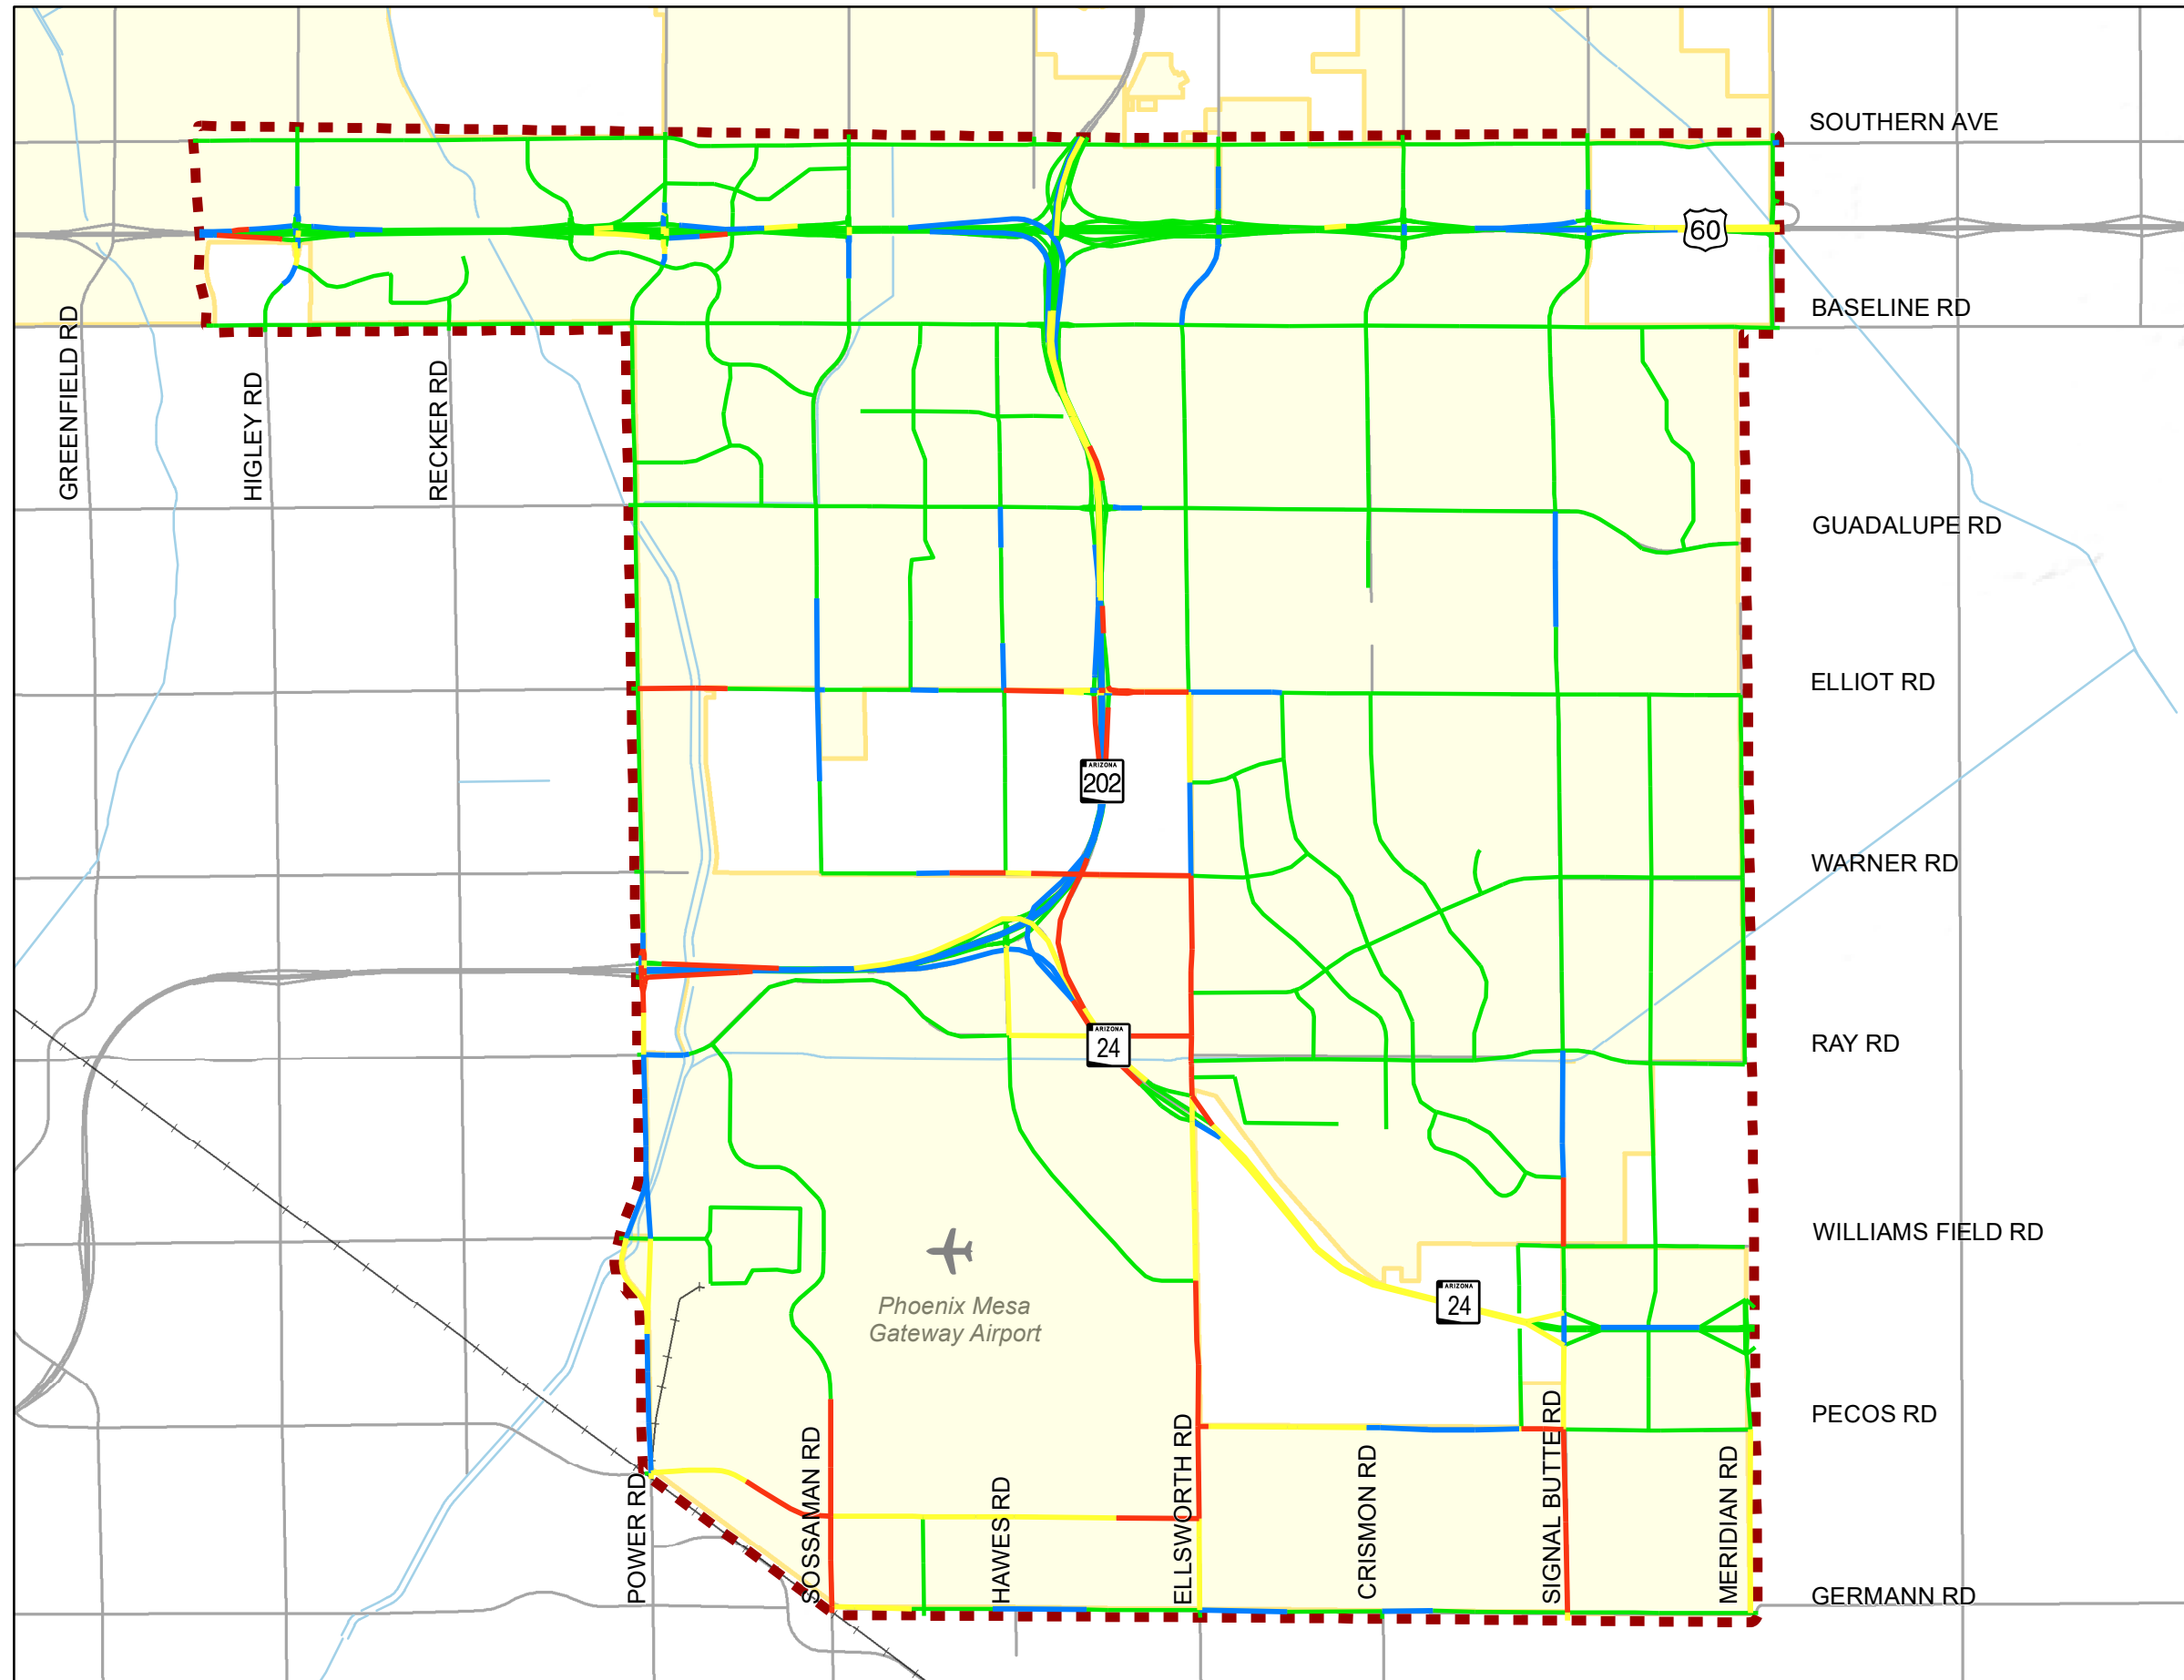 SOUTHERN AVE
60
BASELINE RD
GREENFIELD RD
HIGLEY RD
RECKER RD
GUADALUPE RD
ELLIOT RD
ARIZONA
202
WARNER RD
ARIZONA
24
RAY RD
WILLIAMS FIELD RD
Phoenix Mesa
Gateway Airport
ARIZONA
24
PECOS RD
POWER RD
SOSSAMAN RD
HAWES RD
ELLSWORTH RD
CRISMON RD
SIGNAL BUTTE RD
MERIDIAN RD
GERMANN RD